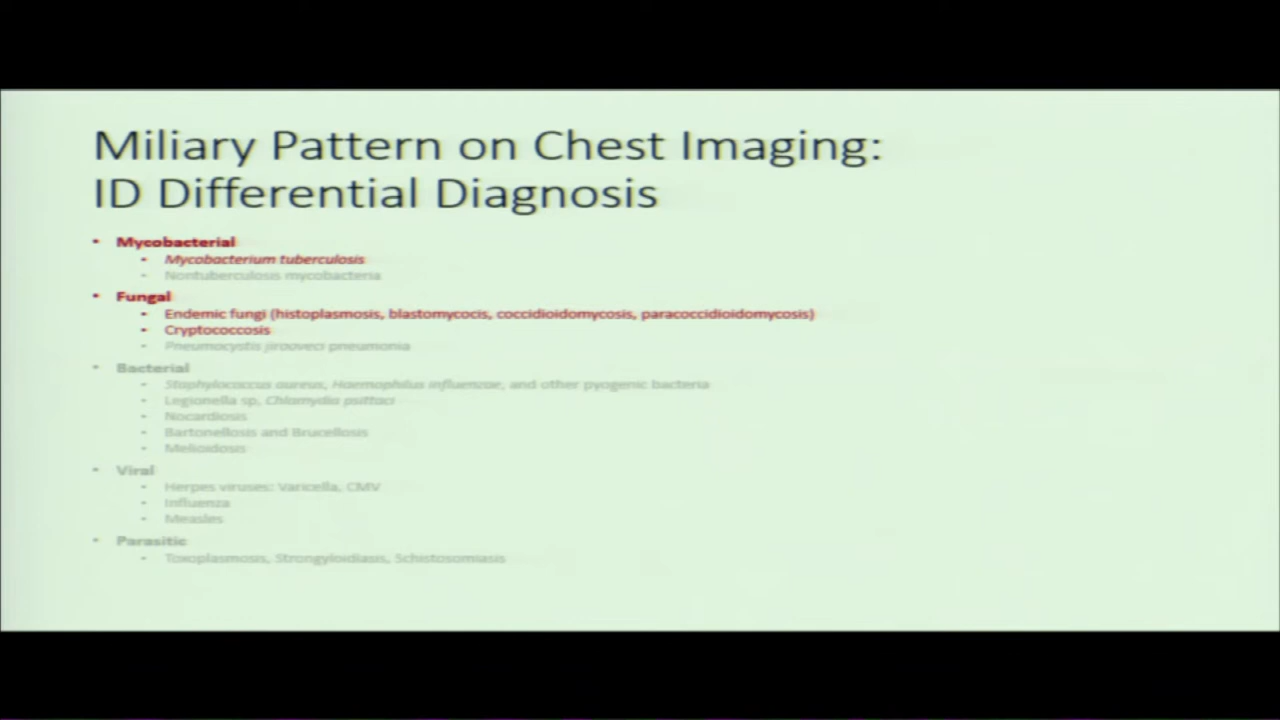 Miliary Pattern on Chest Imaging:
ID Differential Diagnosis
• Mycobacterial
• Mycobacterium tuberculosis
• Nontuberculosis mycobacteria
• Fungal
• Endemic fungi (histoplasmosis, blastomycocis, coccidioidomycosis, paracoccidioidomycosis)
• Cryptococcosis
• Pneumocystis jirooveci pneumonia
• Bacterial
• Staphylococcus aureus, Haemophilus influenzae, and other pyogenic bacteria
• Legionella sp, Chlamydia psittaci
• Nocardiosis
• Bartonellosis and Brucellosis
• Melioidosis
• Viral
• Herpes viruses: Varicella, CMV
• Influenza
• Measles
• Parasitic
• Toxoplasmosis, Strongyloidiasis, Schistosomiasis